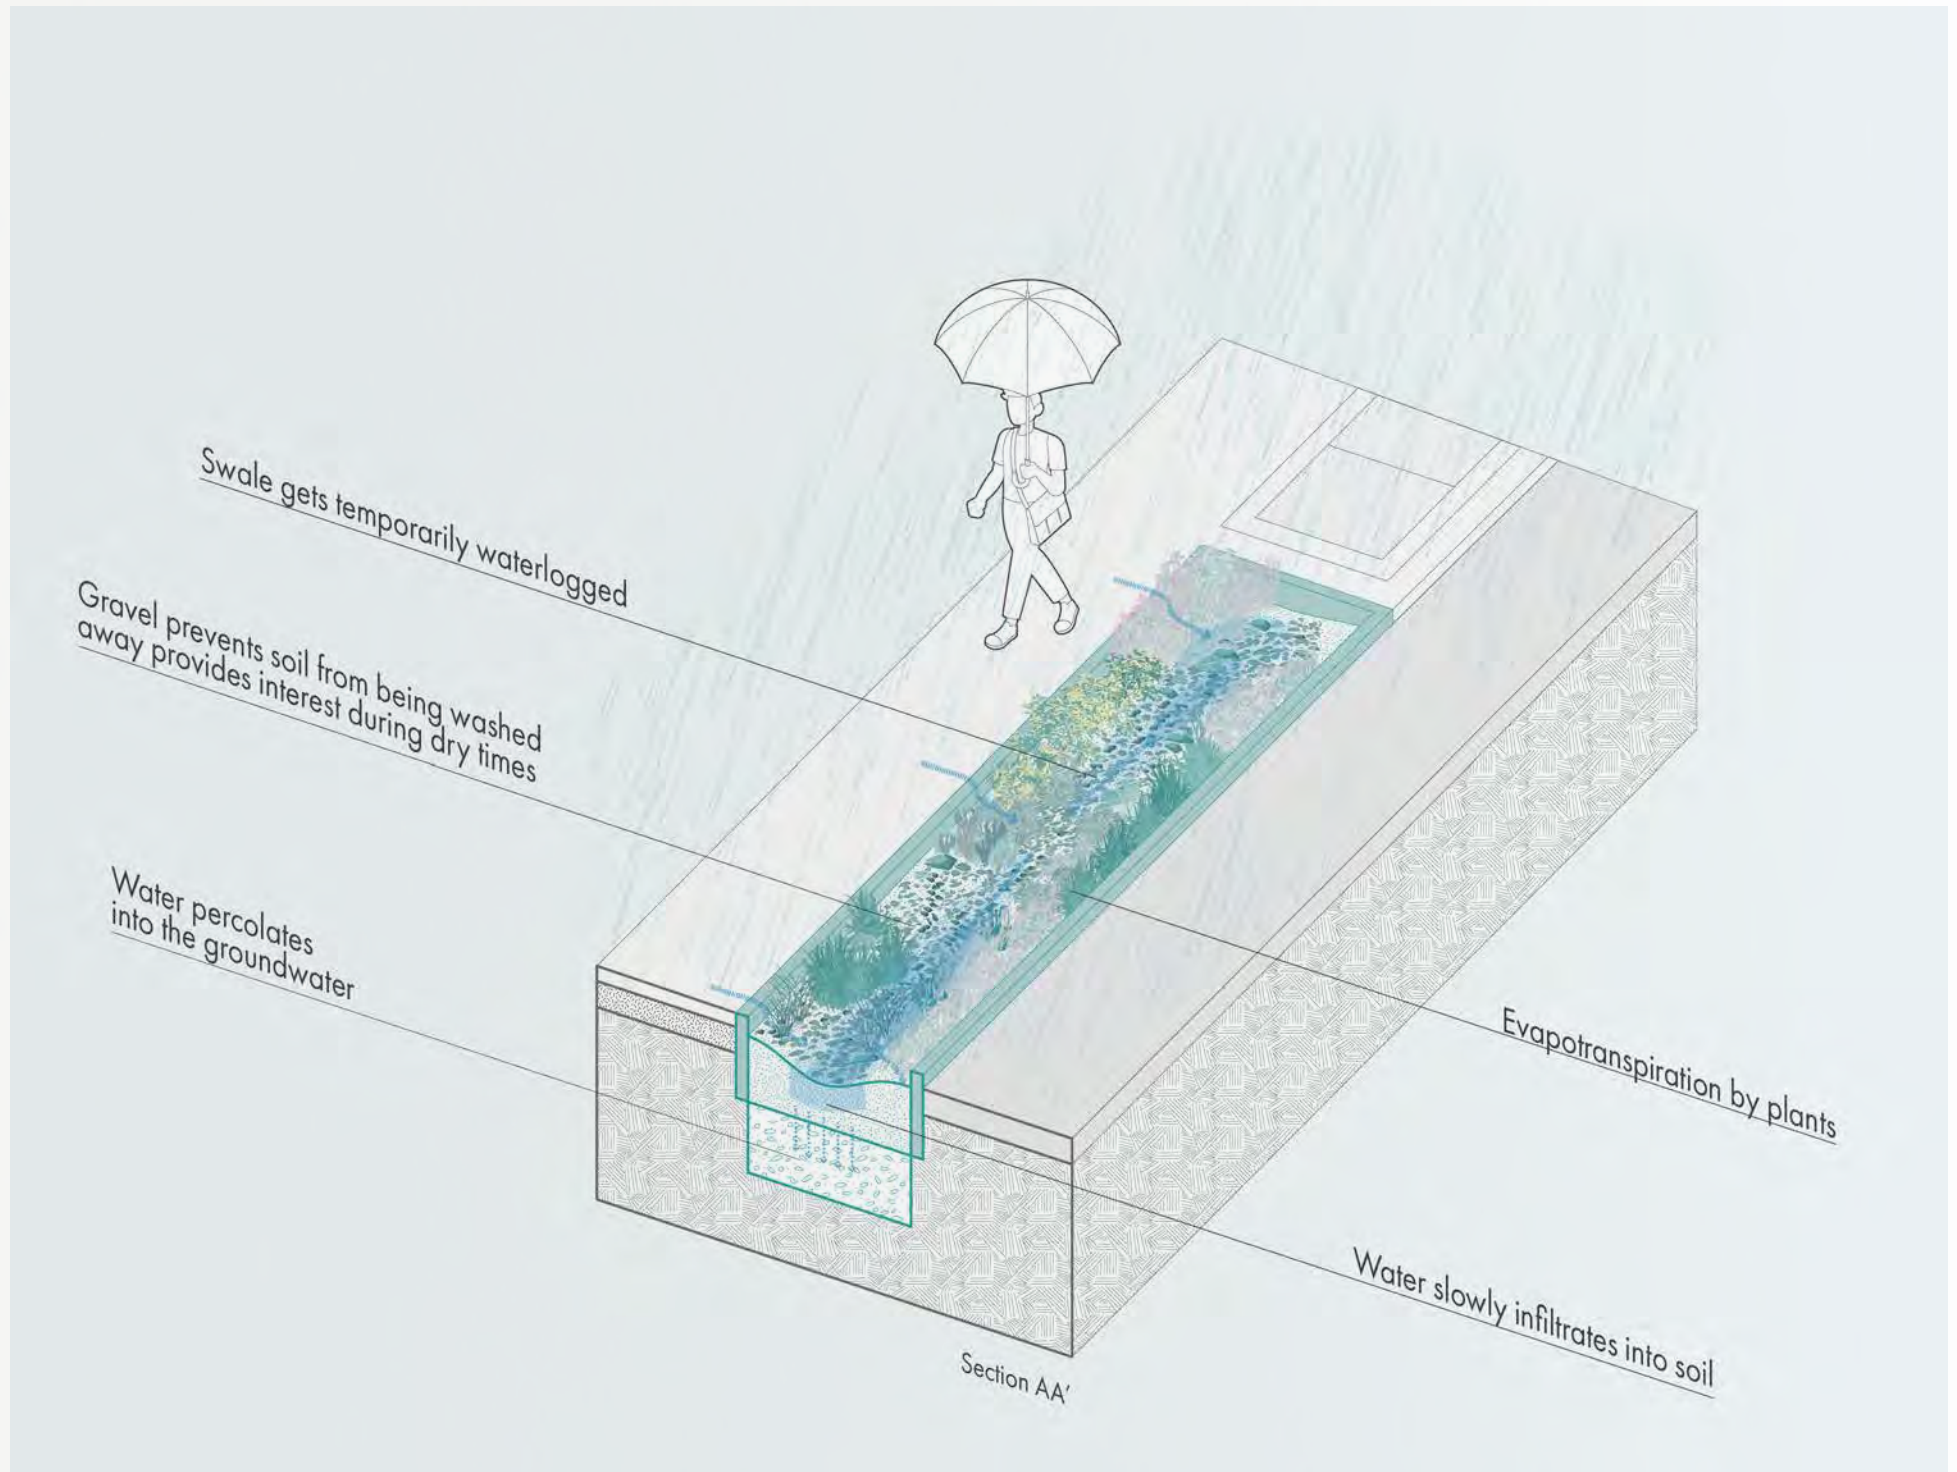 Swale gets temporarily waterlogged
Gravel prevents soil from being washed
away provides interest during dry times
Water percolates
into the groundwater
Evapotranspiration by plants
Water slowly infiltrates into soil
Section AA'